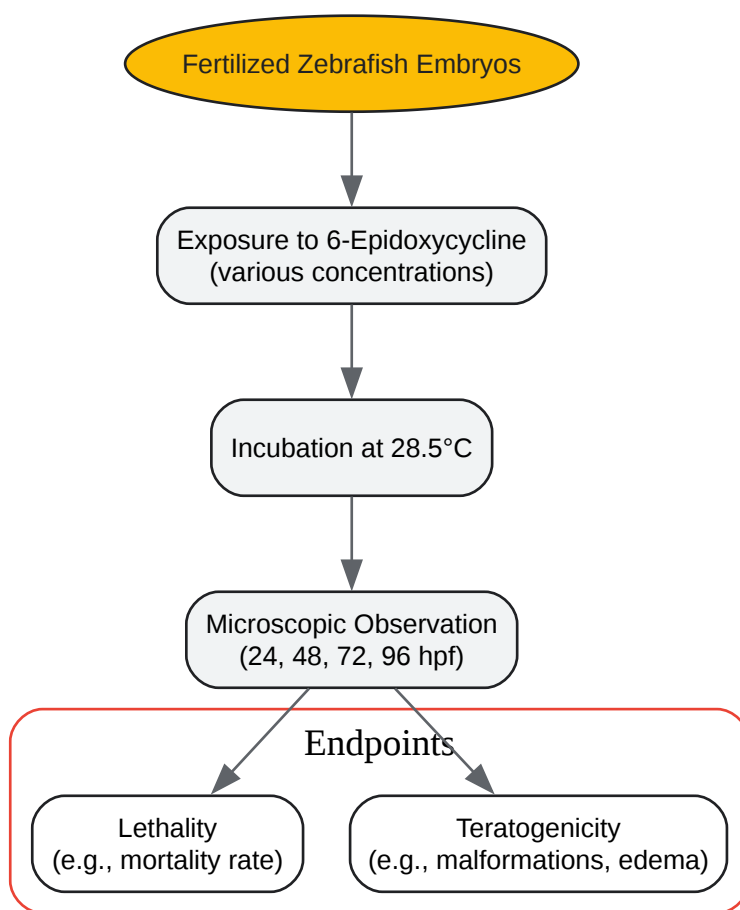 Fertilized Zebrafish Embryos
Exposure to 6-Epidoxycycline
(various concentrations)
Incubation at 28.5°C
Microscopic Observation
(24, 48, 72, 96 hpf)
Endpoints
Lethality
(e.g., mortality rate)
Teratogenicity
(e.g., malformations, edema)